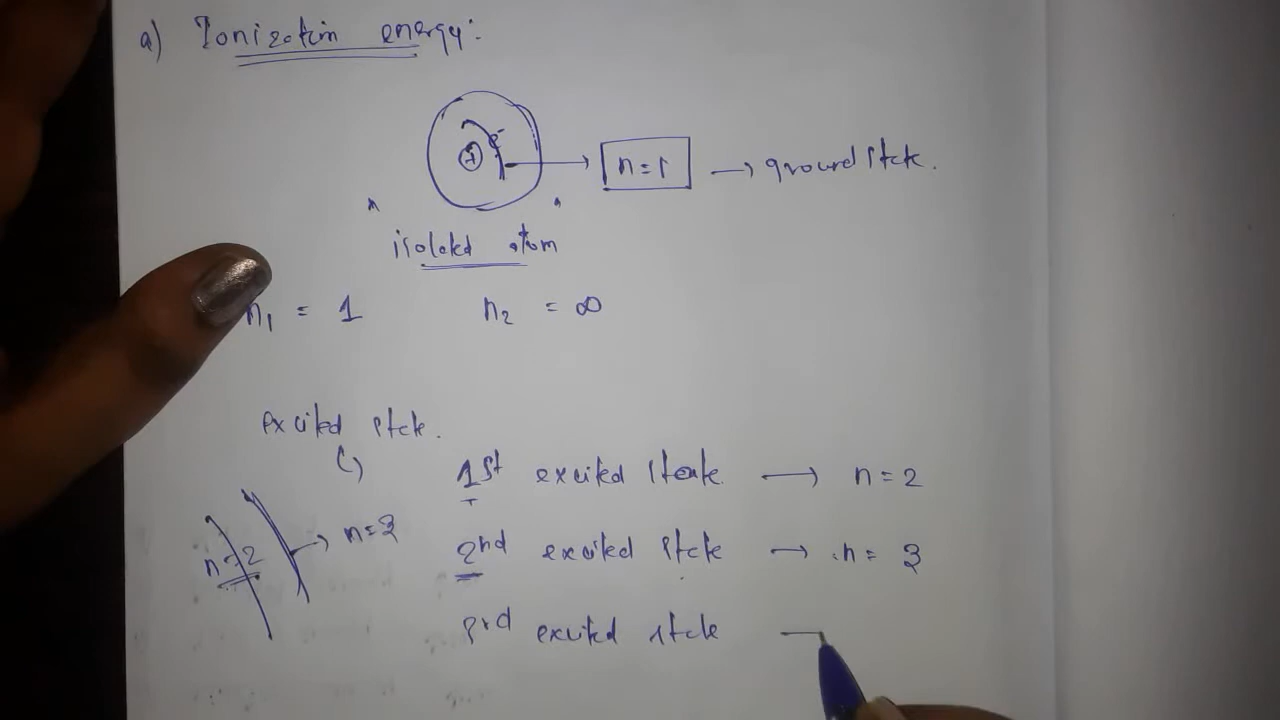 a) Ionization energy:
+ e⁻ → n=1 → ground state.
isolated atom
n₁ = 1 n₂ = ∞
excited state.
1st excited state → n=2
n=2 → n=3 2nd excited state → n = 3
3rd excited state